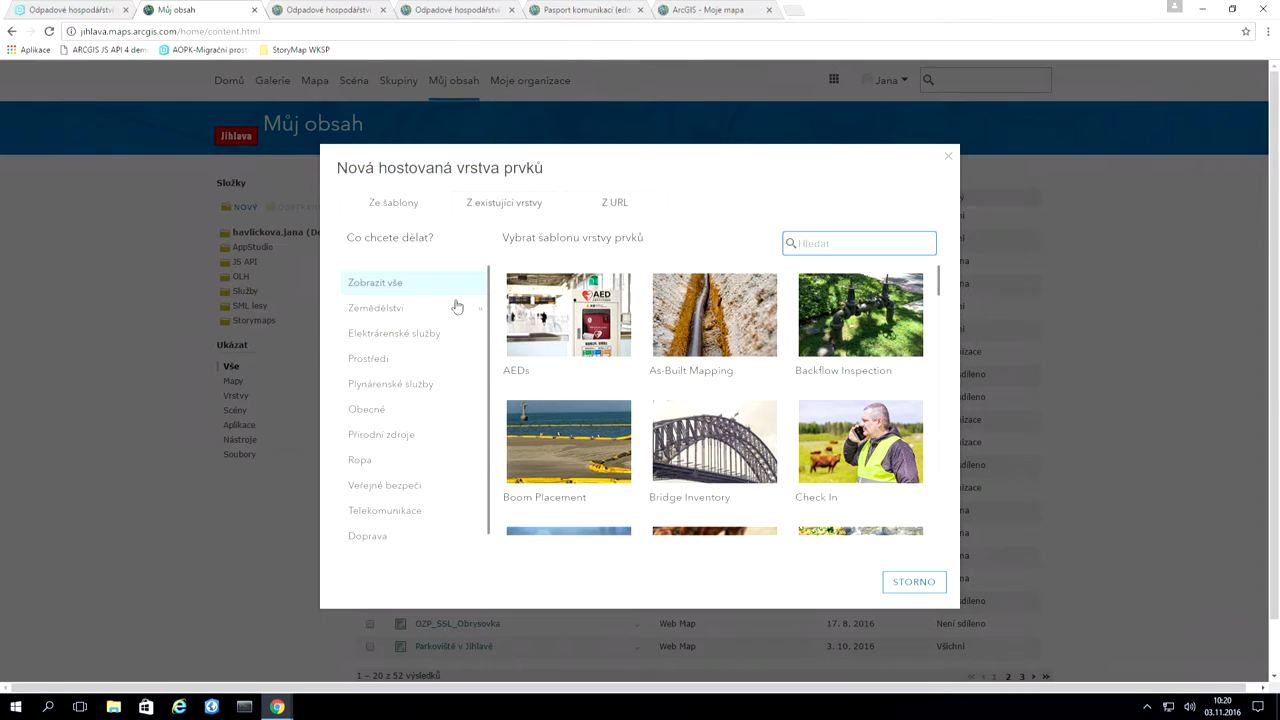 Odpadové hospodářství
Můj obsah
Odpadové hospodářství
Odpadové hospodářství
Pasport komunikací (edi
ArcGIS - Moje mapa
jihlava.maps.arcgis.com/home/content.html
Aplikace
ARCGIS JS API 4 dem
AOPK-Migrační prost
StoryMap WKSP
Domů
Galerie
Mapa
Scéna
Skupiny
Můj obsah
Moje organizace
Jana
Jihlava
Můj obsah
Nová hostovaná vrstva prvků
Ze šablony
Z existující vrstvy
Z URL
Co chcete dělat?
Vybrat šablonu vrstvy prvků
Hledat
Zobrazit vše
Zemědělství
»
Elektrárenské služby
Prostředí
Plynárenské služby
Obecné
Přírodní zdroje
Ropa
Veřejné bezpečí
Telekomunikace
Doprava
AED
AEDs
As-Built Mapping
Backflow Inspection
Boom Placement
Bridge Inventory
Check In
STORNO
Složky
NOVÝ
havlickova.jana (Do
AppStudio
JS API
OLH
Služby
SML lesy
Storymaps
Ukázat
Vše
Mapy
Vrstvy
Scény
Aplikace
Nástroje
Soubory
OZP_SSL_Obrysovka
Web Map
17. 8. 2016
Není sdíleno
Parkoviště v Jihlavě
Web Map
3. 10. 2016
Všichni
1 – 20 z 52 výsledků
1 2 3
10:20
03.11.2016